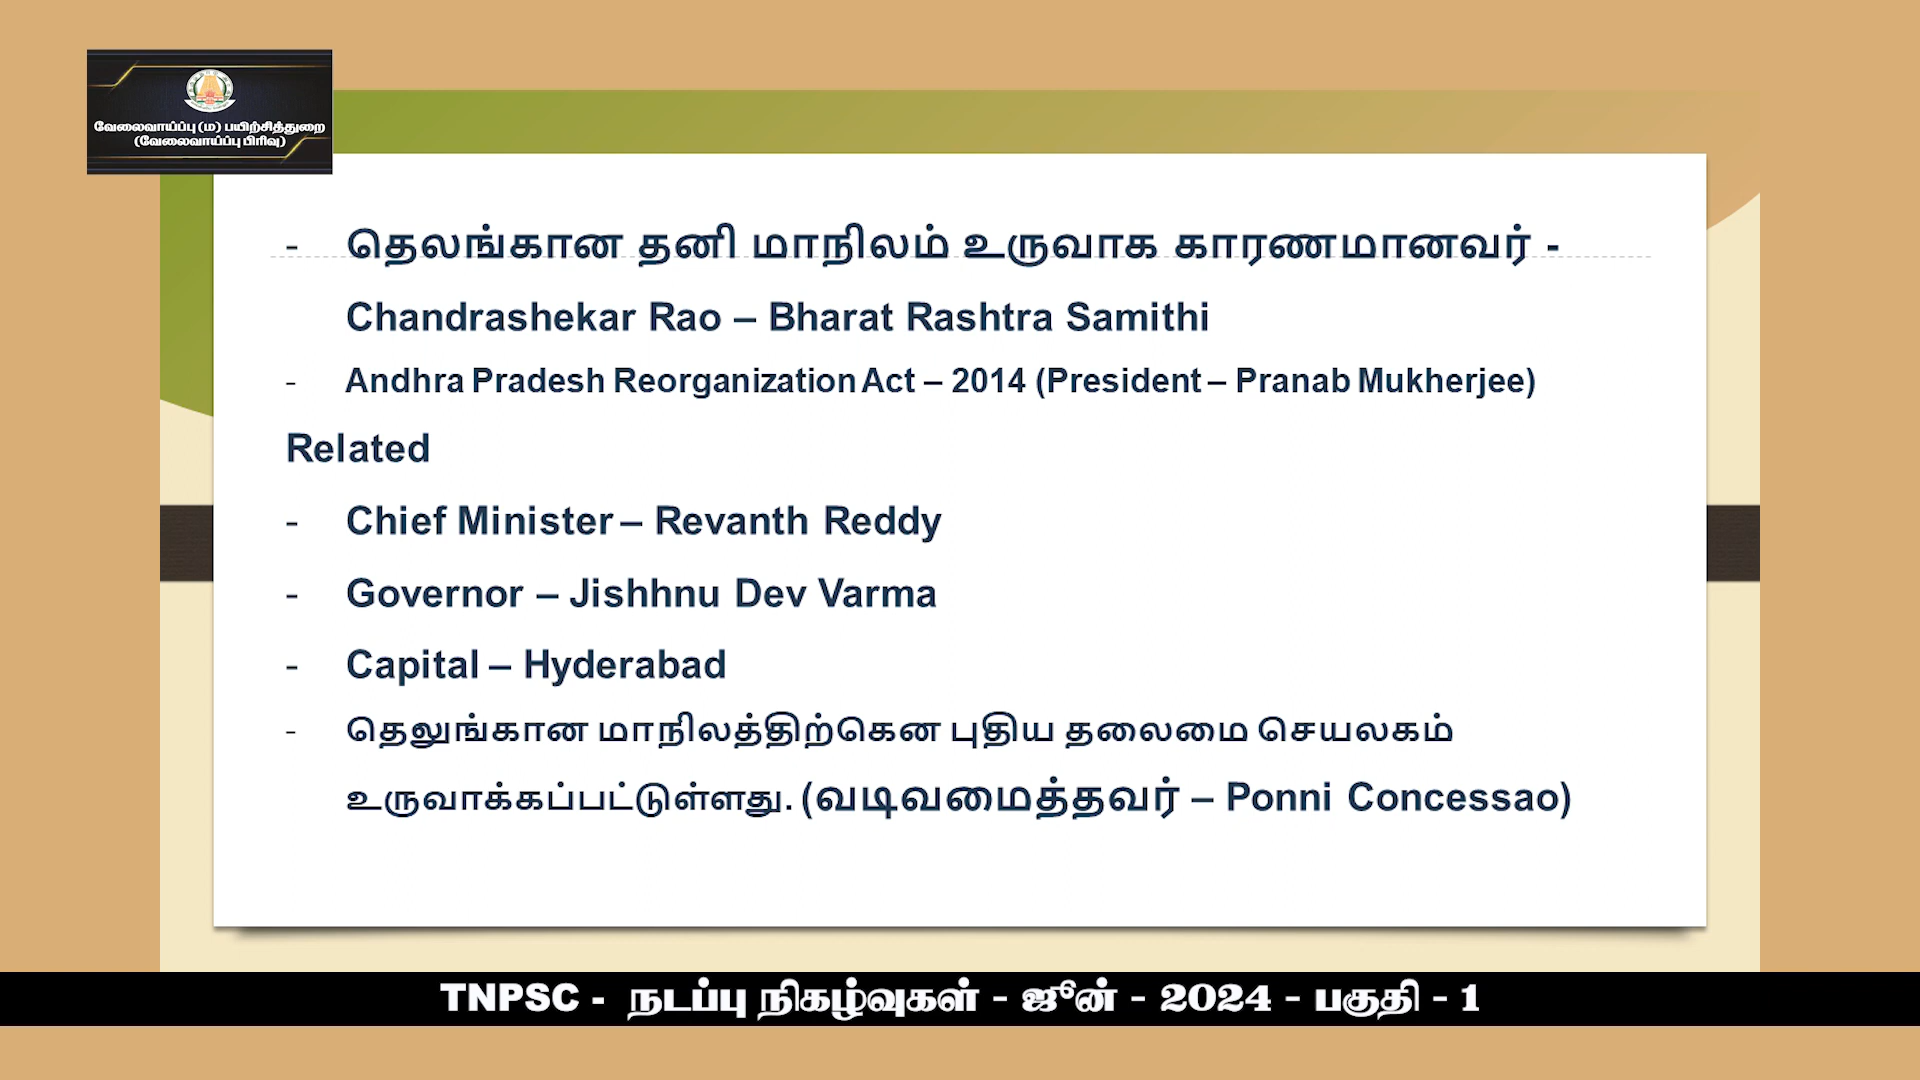 வேலைவாய்ப்பு (ம) பயிற்சித்துறை
(வேலைவாய்ப்பு பிரிவு)
- தெலங்கான தனி மாநிலம் உருவாக காரணமானவர் -
Chandrashekar Rao – Bharat Rashtra Samithi
- Andhra Pradesh Reorganization Act – 2014 (President – Pranab Mukherjee)
Related
- Chief Minister – Revanth Reddy
- Governor – Jishhnu Dev Varma
- Capital – Hyderabad
- தெலுங்கான மாநிலத்திற்கென புதிய தலைமை செயலகம்
உருவாக்கப்பட்டுள்ளது. (வடிவமைத்தவர் – Ponni Concessao)
TNPSC - நடப்பு நிகழ்வுகள் - ஜூன் - 2024 - பகுதி - 1